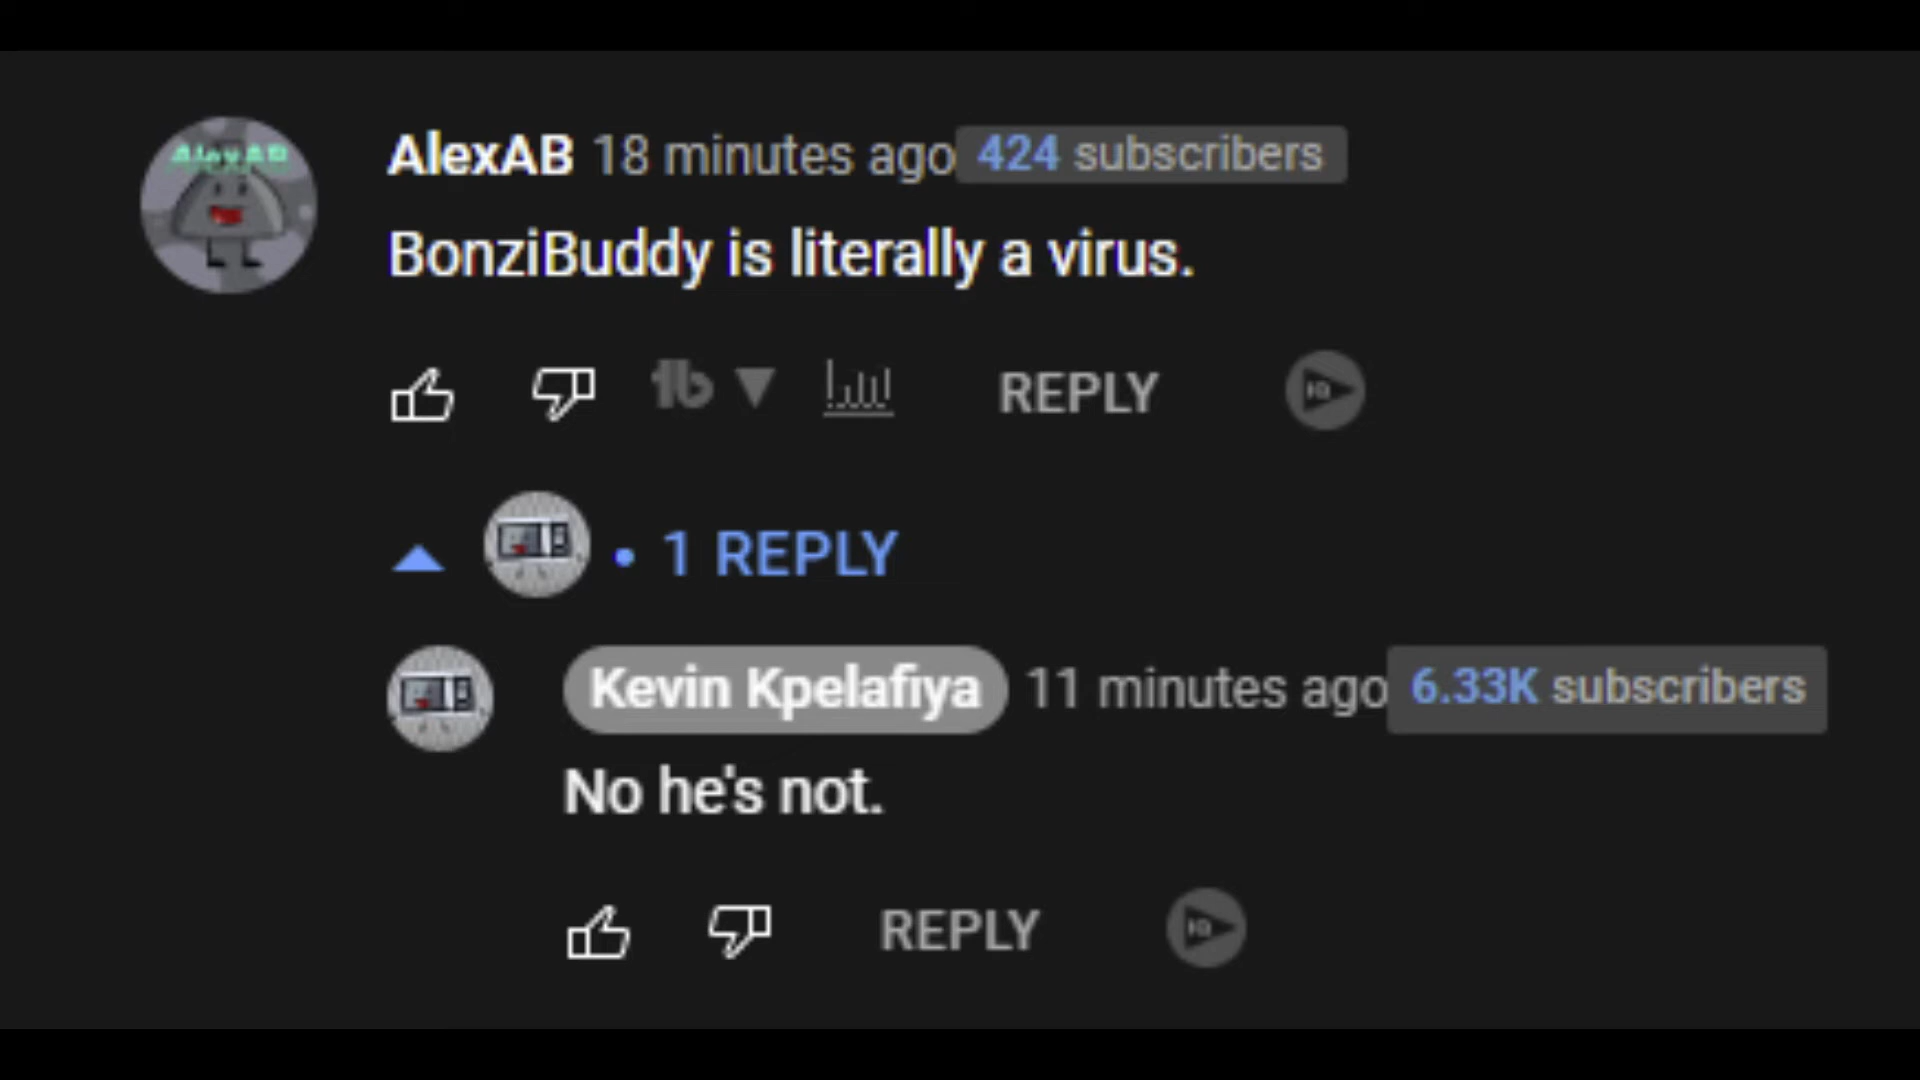 AlexAB
AlexAB 18 minutes ago 424 subscribers
BonziBuddy is literally a virus.
REPLY
• 1 REPLY
Kevin Kpelafiya 11 minutes ago 6.33K subscribers
No he's not.
REPLY